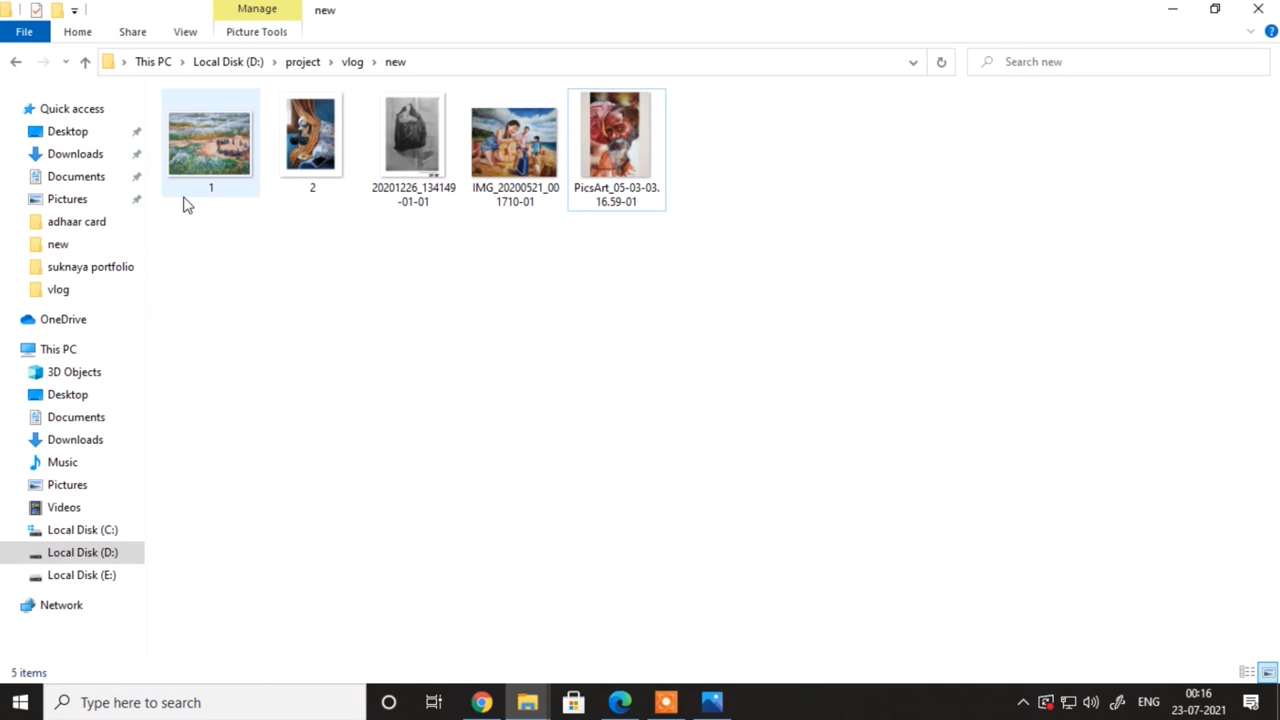 Manage
new
File
Home
Share
View
Picture Tools
This PC
Local Disk (D:)
project
vlog
new
Search new
Quick access
Desktop
Downloads
Documents
Pictures
adhaar card
new
suknaya portfolio
vlog
OneDrive
This PC
3D Objects
Desktop
Documents
Downloads
Music
Pictures
Videos
Local Disk (C:)
Local Disk (D:)
Local Disk (E:)
Network
1
2
20201226_134149
-01-01
IMG_20200521_00
1710-01
PicsArt_05-03-03.
16.59-01
5 items
Type here to search
ENG
00:16
23-07-2021